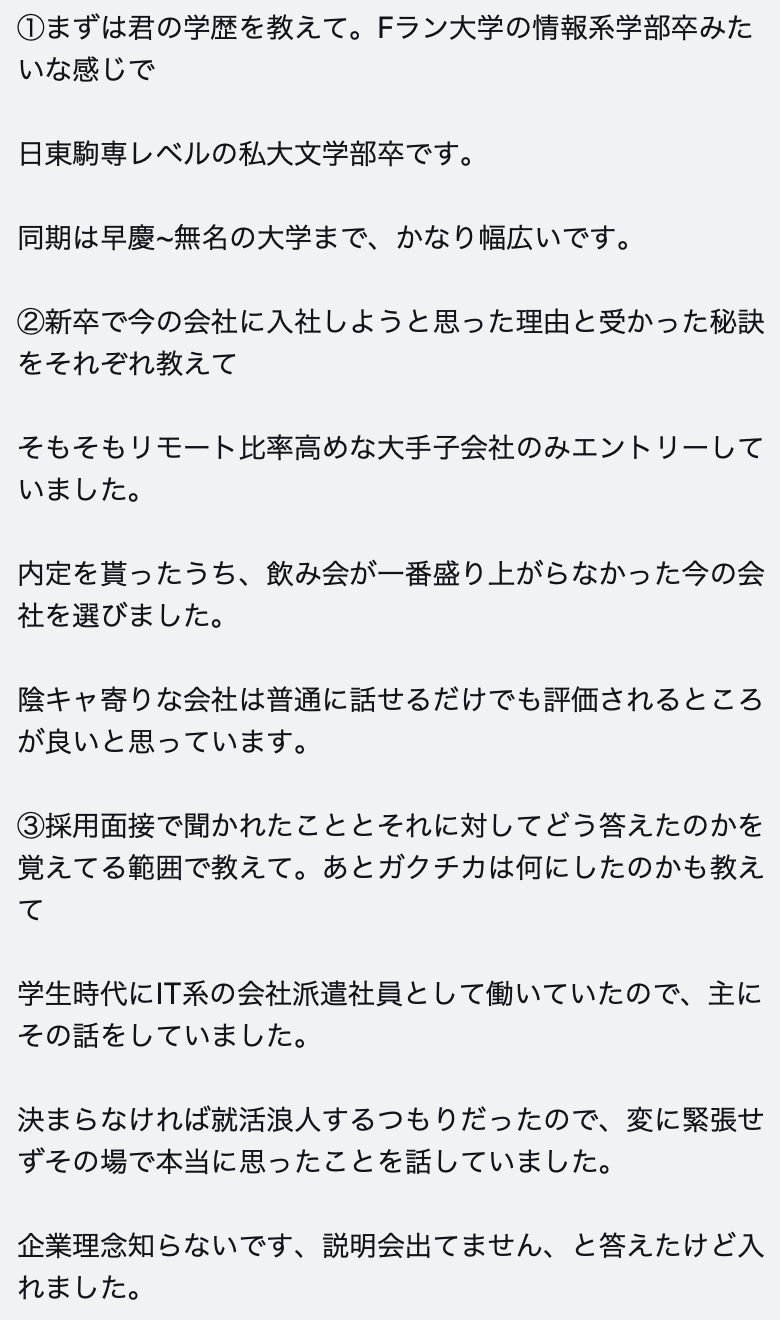 ①まずは君の学歴を教えて。Fラン大学の情報系学部卒みた
いな感じで
日東駒専レベルの私大文学部卒です。
同期は早慶~無名の大学まで、かなり幅広いです。
②新卒で今の会社に入社しようと思った理由と受かった秘訣
をそれぞれ教えて
そもそもリモート比率高めな大手子会社のみエントリーして
いました。
内定を貰ったうち、飲み会が一番盛り上がらなかった今の会
社を選びました。
陰キャ寄りな会社は普通に話せるだけでも評価されるところ
が良いと思っています。
③採用面接で聞かれたこととそれに対してどう答えたのかを
覚えてる範囲で教えて。あとガクチカは何にしたのかも教え
て
学生時代にIT系の会社派遣社員として働いていたので、主に
その話をしていました。
決まらなければ就活浪人するつもりだったので、変に緊張せ
ずその場で本当に思ったことを話していました。
企業理念知らないです、説明会出てません、と答えたけど入
れました。